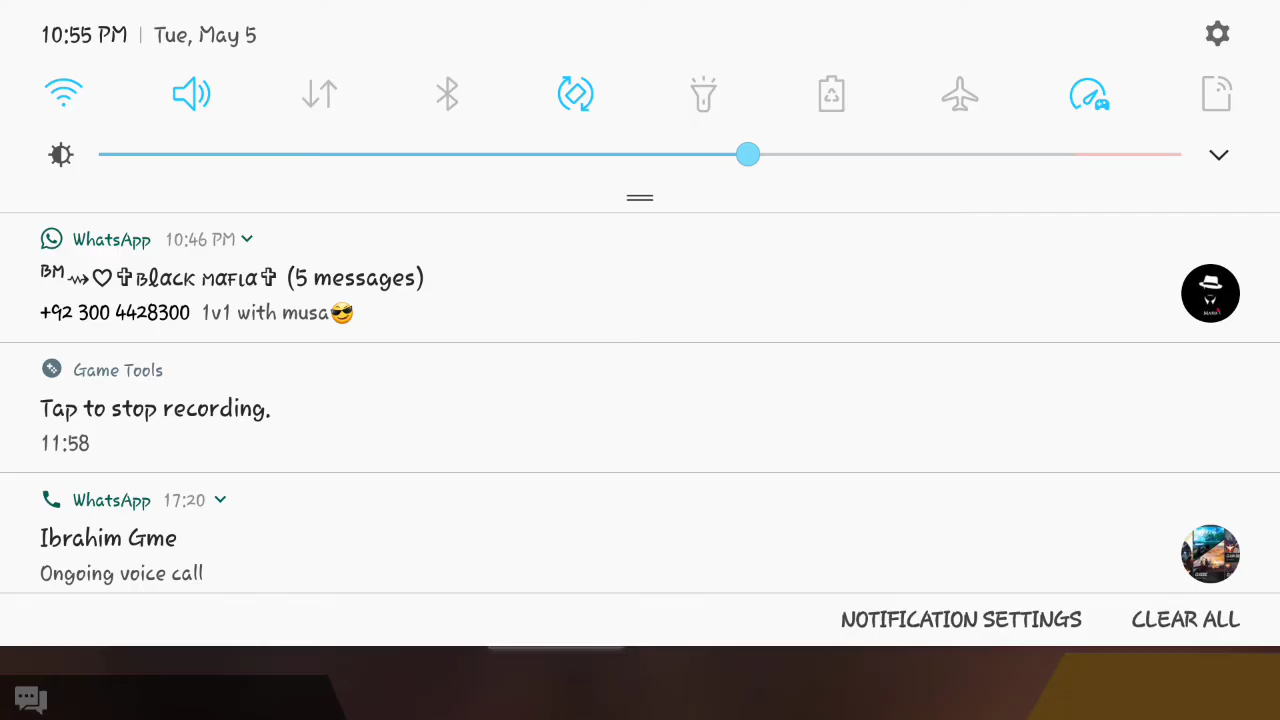 10:55 PM | Tue, May 5
WhatsApp 10:46 PM
ᴮᴹ⇝♡✞ʙℓαcκ мαғια✞ (5 messages)
+92 300 4428300 1v1 with musa😎
Game Tools
Tap to stop recording.
11:58
WhatsApp 17:20
Ibrahim Gme
Ongoing voice call
NOTIFICATION SETTINGS CLEAR ALL